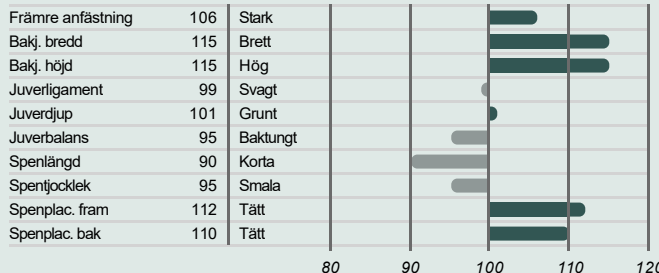 Främre anfästning 106 Stark
Bakj. bredd 115 Brett
Bakj. höjd 115 Hög
Juverligament 99 Svagt
Juverdjup 101 Grunt
Juverbalans 95 Baktungt
Spenlängd 90 Korta
Spentjocklek 95 Smala
Spenplac. fram 112 Tätt
Spenplac. bak 110 Tätt
80 90 100 110 120